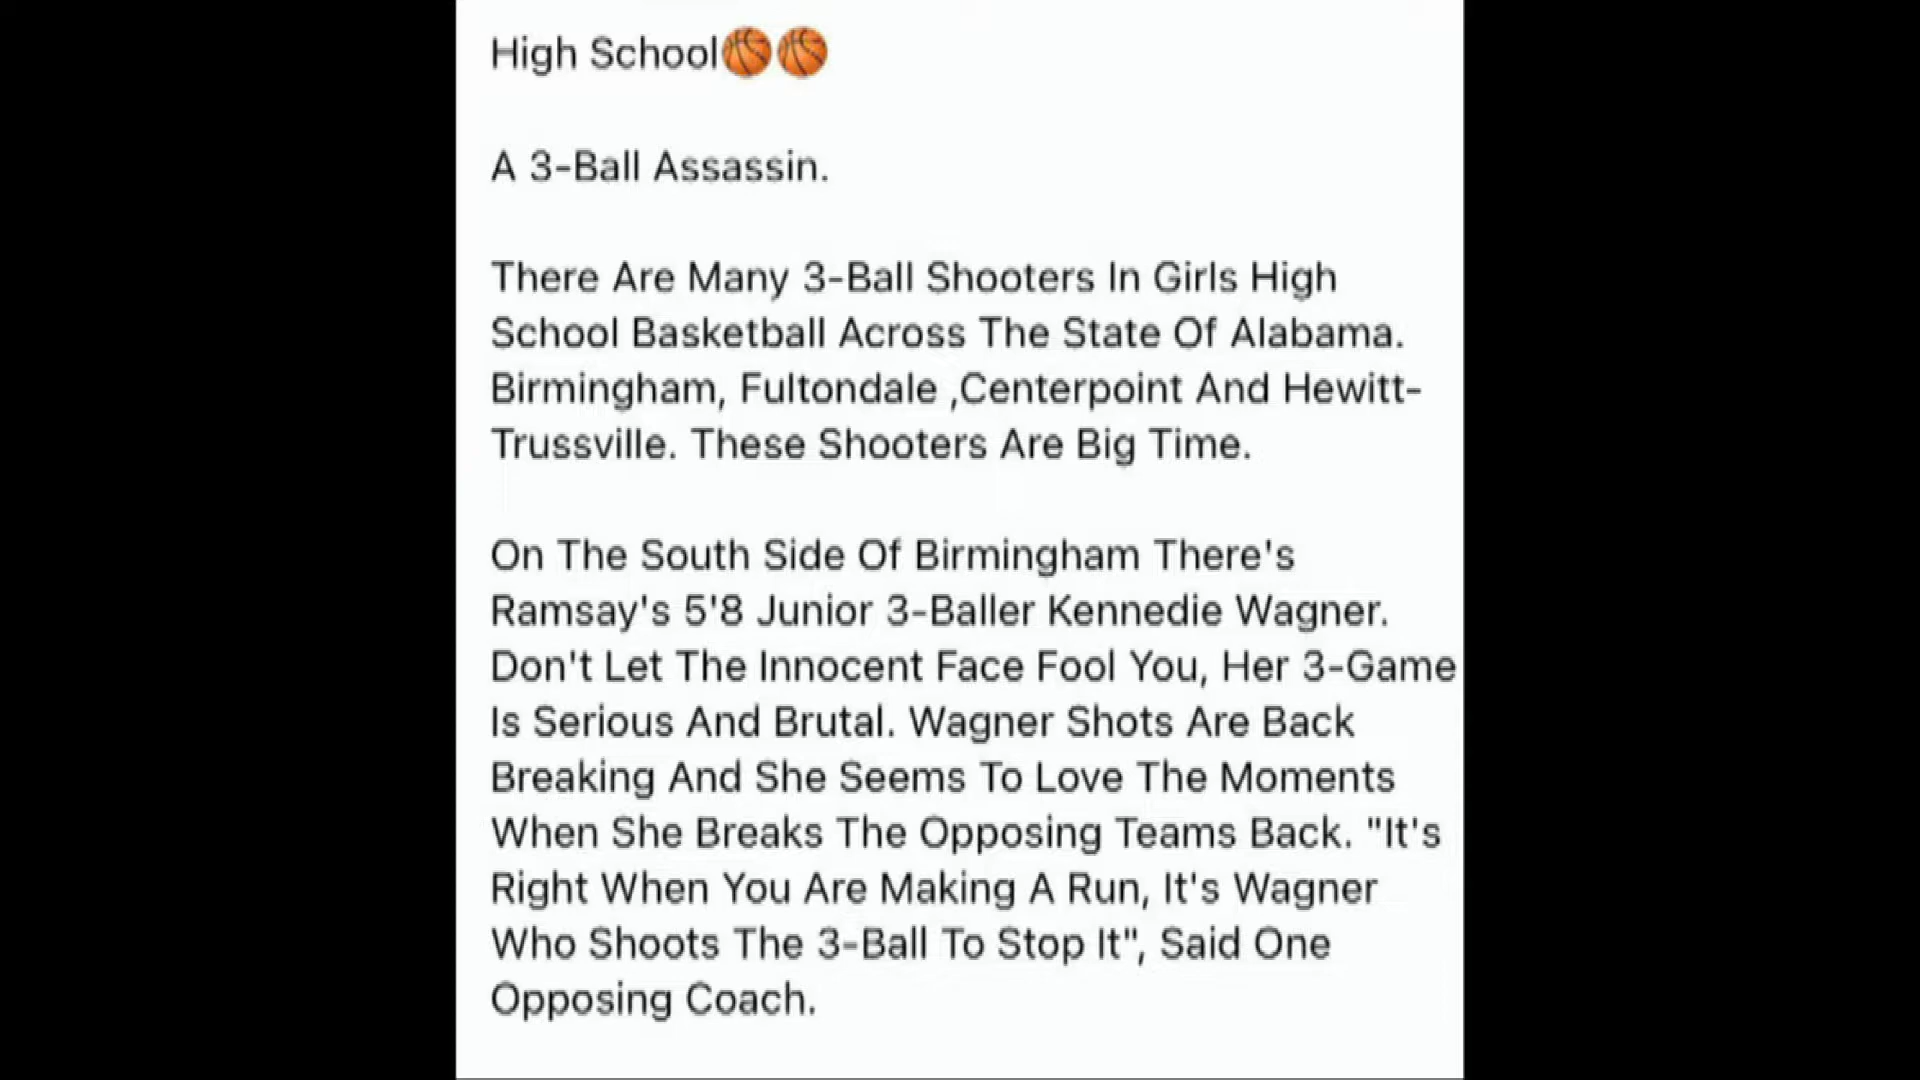 High School🏀🏀
A 3-Ball Assassin.
There Are Many 3-Ball Shooters In Girls High
School Basketball Across The State Of Alabama.
Birmingham, Fultondale ,Centerpoint And Hewitt-
Trussville. These Shooters Are Big Time.
On The South Side Of Birmingham There's
Ramsay's 5'8 Junior 3-Baller Kennedie Wagner.
Don't Let The Innocent Face Fool You, Her 3-Game
Is Serious And Brutal. Wagner Shots Are Back
Breaking And She Seems To Love The Moments
When She Breaks The Opposing Teams Back. "It's
Right When You Are Making A Run, It's Wagner
Who Shoots The 3-Ball To Stop It", Said One
Opposing Coach.